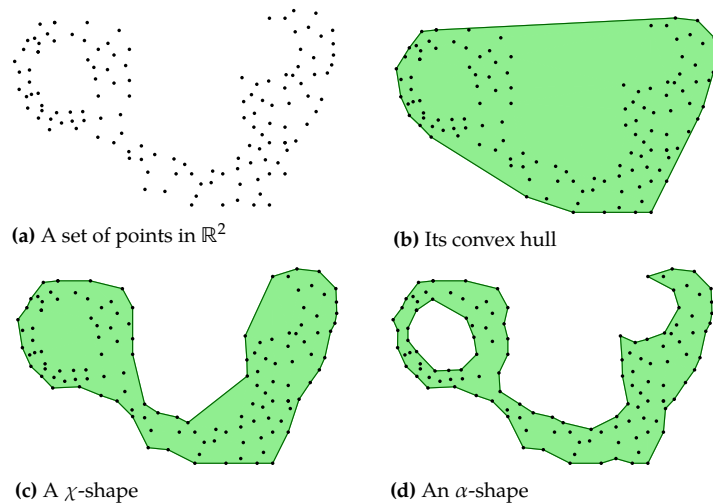 (a) A set of points in ℝ²
(b) Its convex hull
(c) A χ-shape
(d) An α-shape